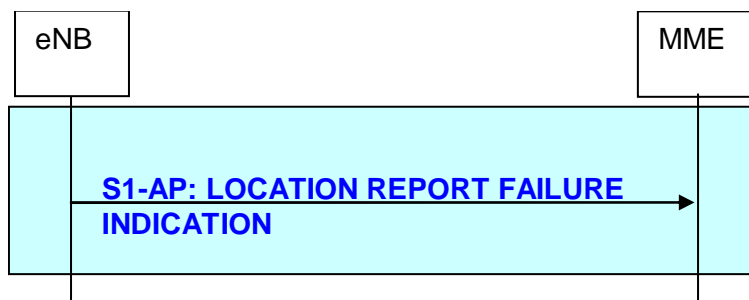 eNB
MME
S1-AP: LOCATION REPORT FAILURE
INDICATION